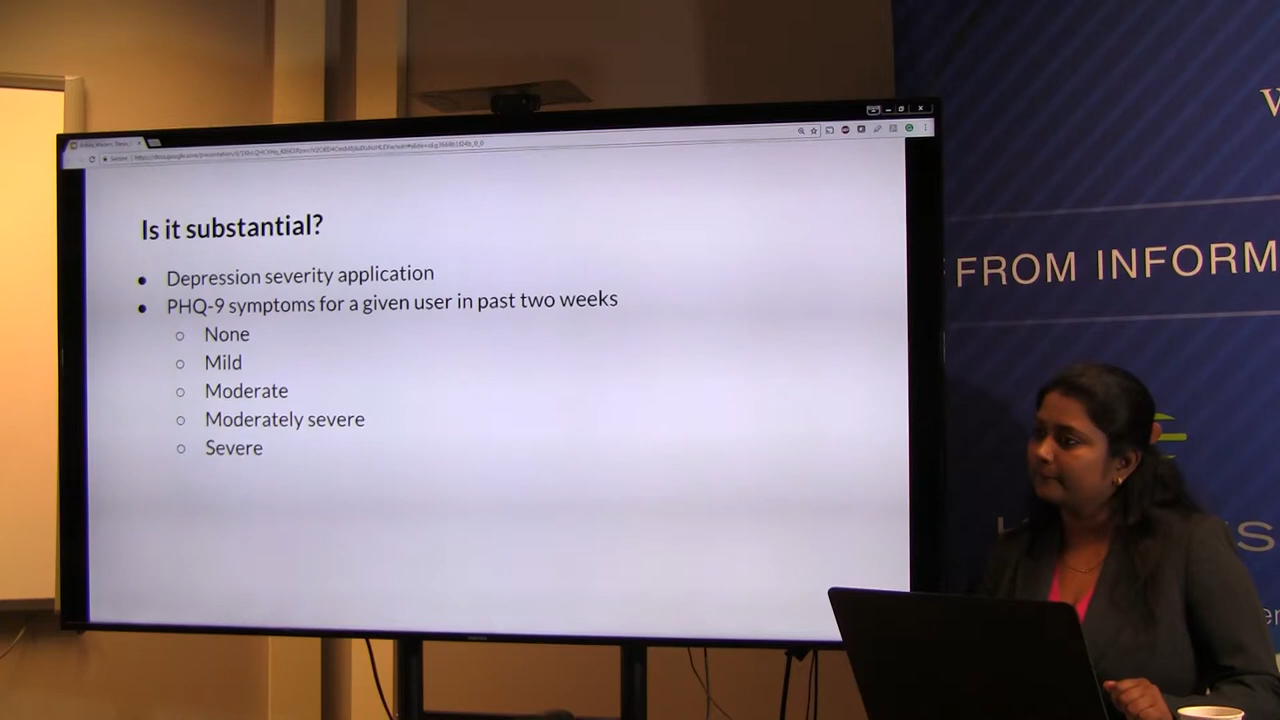 Is it substantial?
● Depression severity application
● PHQ-9 symptoms for a given user in past two weeks
○ None
○ Mild
○ Moderate
○ Moderately severe
○ Severe
FROM INFORM